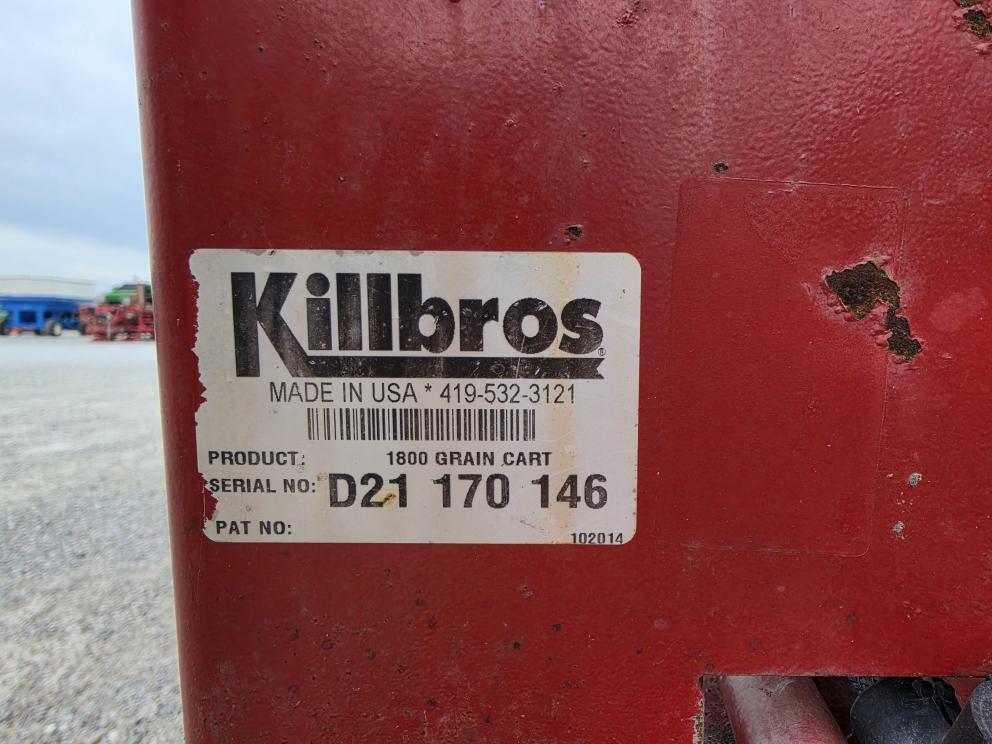 Killbros®
MADE IN USA * 419-532-3121
PRODUCT: 1800 GRAIN CART
SERIAL NO: D21 170 146
PAT NO:
102014